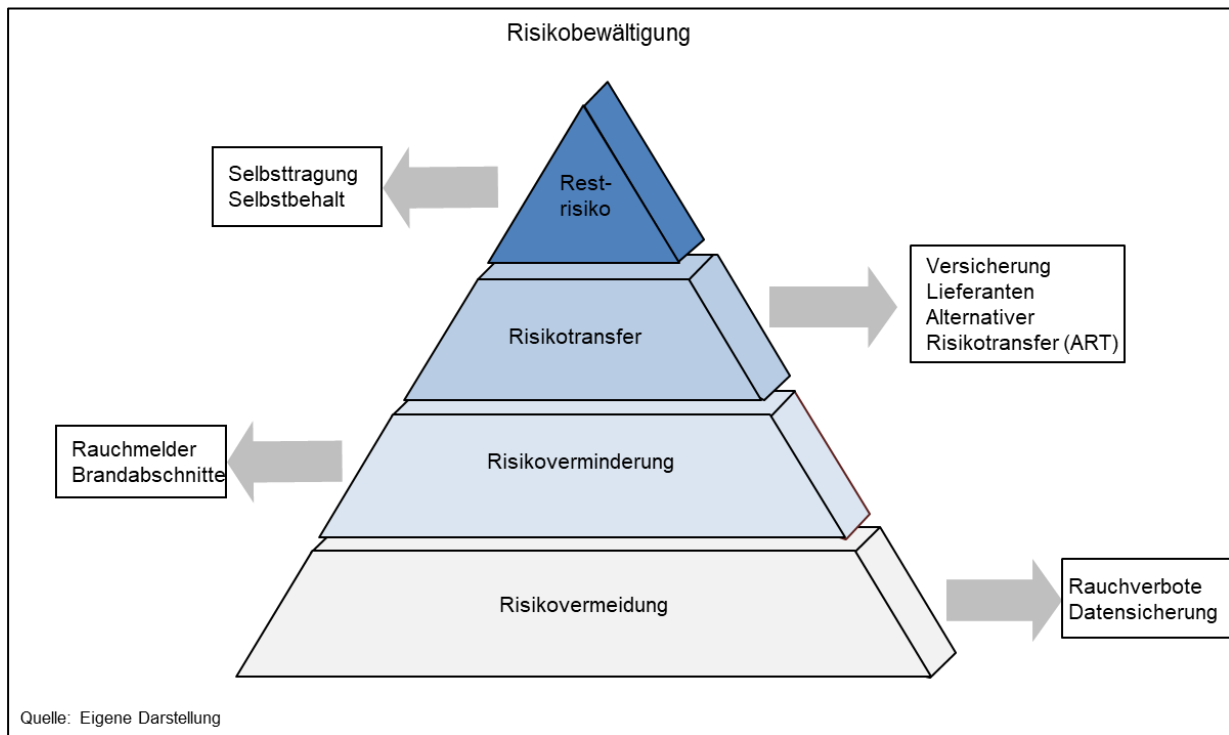 Risikobewältigung
Selbsttragung
Selbstbehalt
Rest-
risiko
Versicherung
Lieferanten
Alternativer
Risikotransfer (ART)
Risikotransfer
Rauchmelder
Brandabschnitte
Risikoverminderung
Risikovermeidung
Rauchverbote
Datensicherung
Quelle: Eigene Darstellung